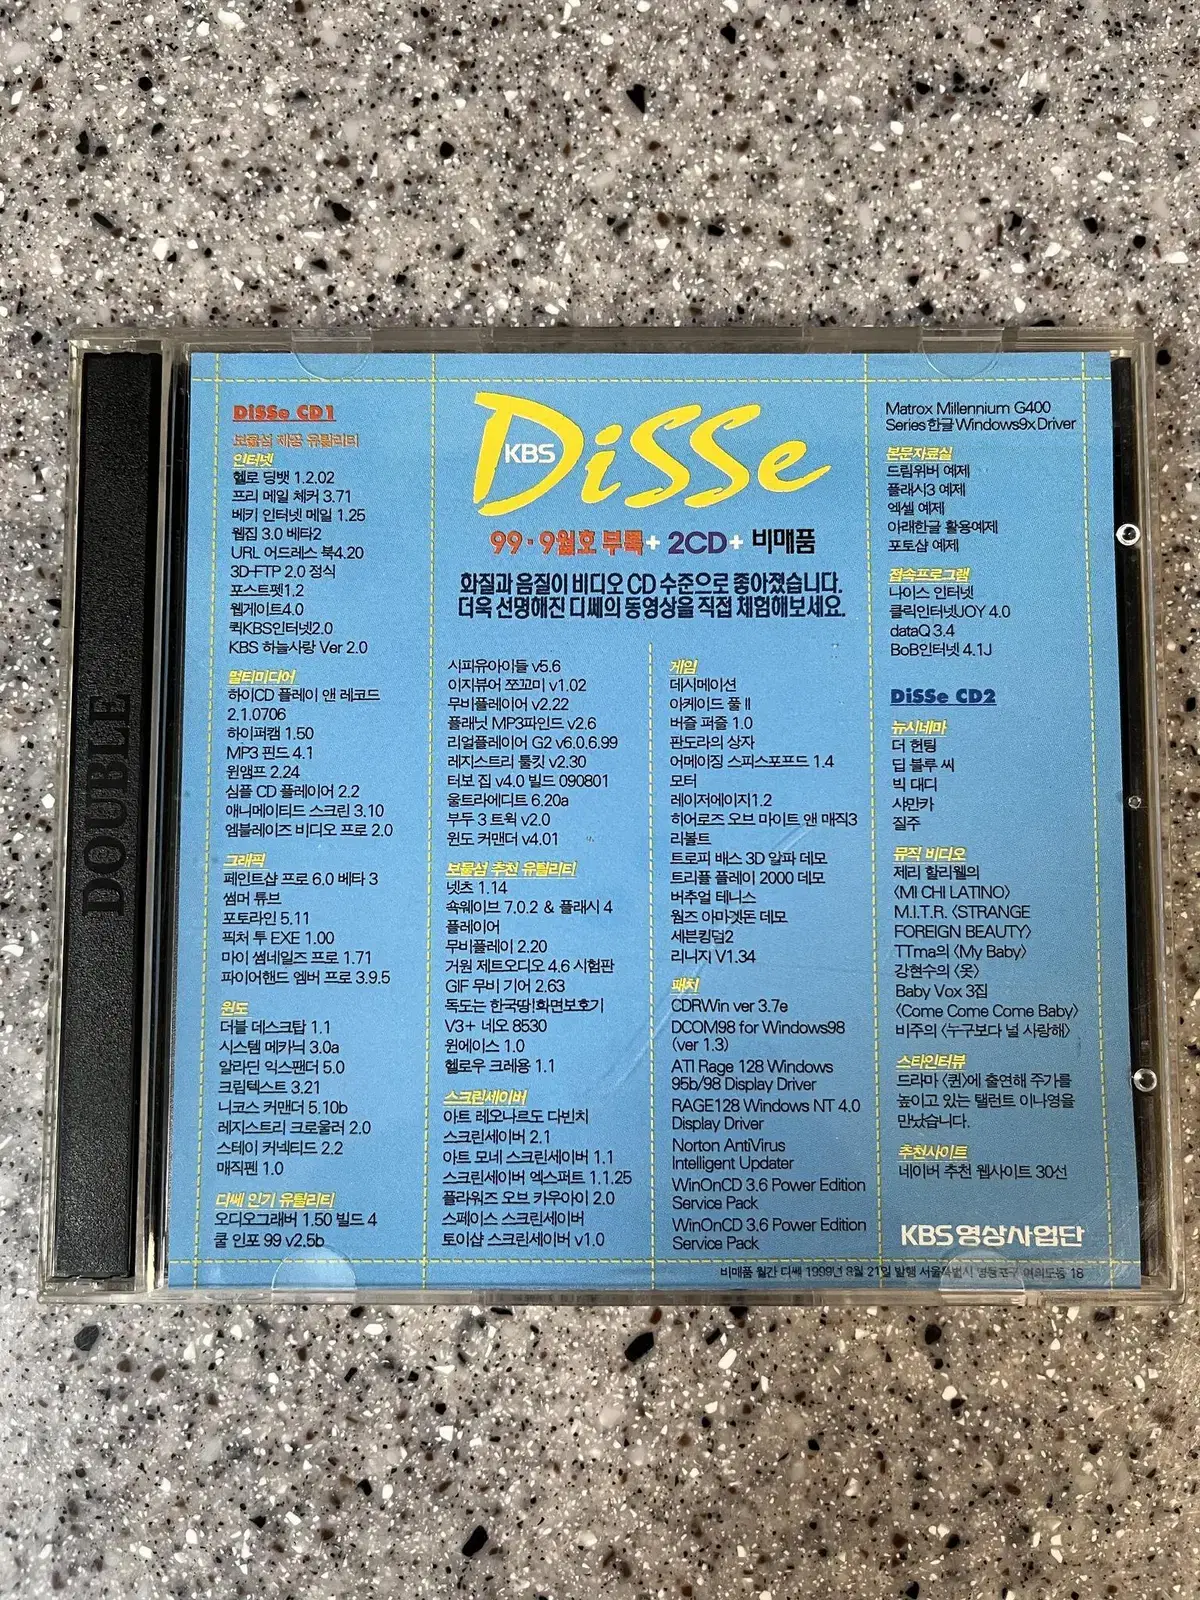 DOUBLE
DiSSe CD1
보물섬 제공 유틸리티
인터넷
헬로 딩뱃 1.2.02
프리 메일 체커 3.71
베키 인터넷 메일 1.25
웹집 3.0 베타2
URL 어드레스 북4.20
3D-FTP 2.0 정식
포스트펫1.2
웹게이트4.0
퀵KBS인터넷2.0
KBS 하늘사랑 Ver 2.0
멀티미디어
하이CD 플레이 앤 레코드
2.1.0706
하이퍼캠 1.50
MP3 핀드 4.1
윈앰프 2.24
심플 CD 플레이어 2.2
애니메이티드 스크린 3.10
엠블레이즈 비디오 프로 2.0
그래픽
페인트샵 프로 6.0 베타 3
썸머 튜브
포토라인 5.11
픽처 투 EXE 1.00
마이 썸네일즈 프로 1.71
파이어핸드 엠버 프로 3.9.5
윈도
더블 데스크탑 1.1
시스템 메카닉 3.0a
알라딘 익스팬더 5.0
크립텍스트 3.21
니코스 커맨더 5.10b
레지스트리 크로울러 2.0
스테이 커넥티드 2.2
매직펜 1.0
디쎄 인기 유틸리티
오디오그래버 1.50 빌드 4
쿨 인포 99 v2.5b
KBS DiSSe
99·9월호 부록+2CD+비매품
화질과 음질이 비디오 CD 수준으로 좋아졌습니다.
더욱 선명해진 디쎄의 동영상을 직접 체험해보세요.
시피유아이들 v5.6
이지뷰어 쪼꼬미 v1.02
무비플레이어 v2.22
플래닛 MP3파인드 v2.6
리얼플레이어 G2 v6.0.6.99
레지스트리 툴킷 v2.30
터보 집 v4.0 빌드 090801
울트라에디트 6.20a
부두 3 트윅 v2.0
윈도 커맨더 v4.01
보물섬 추천 유틸리티
넷츠 1.14
쇽웨이브 7.0.2 & 플래시 4
플레이어
무비플레이 2.20
거원 제트오디오 4.6 시험판
GIF 무비 기어 2.63
독도는 한국땅!화면보호기
V3+ 네오 8530
윈에이스 1.0
헬로우 크레용 1.1
스크린세이버
아트 레오나르도 다빈치
스크린세이버 2.1
아트 모네 스크린세이버 1.1
스크린세이버 엑스퍼트 1.1.25
플라워즈 오브 카우아이 2.0
스페이스 스크린세이버
토이샵 스크린세이버 v1.0
게임
데시메이션
아케이드 풀 II
버즐 퍼즐 1.0
판도라의 상자
어메이징 스피스포프드 1.4
모터
레이저에이지1.2
히어로즈 오브 마이트 앤 매직3
리볼트
트로피 배스 3D 알파 데모
트리플 플레이 2000 데모
버추얼 테니스
웜즈 아마겟돈 데모
세븐킹덤2
리니지 V1.34
패치
CDRWin ver 3.7e
DCOM98 for Windows98
(ver 1.3)
ATI Rage 128 Windows
95b/98 Display Driver
RAGE128 Windows NT 4.0
Display Driver
Norton AntiVirus
Intelligent Updater
WinOnCD 3.6 Power Edition
Service Pack
WinOnCD 3.6 Power Edition
Service Pack
Matrox Millennium G400
Series한글Windows9xDriver
본문자료실
드림위버 예제
플래시3 예제
엑셀 예제
아래한글 활용예제
포토샵 예제
접속프로그램
나이스 인터넷
클릭인터넷JOY 4.0
dataQ 3.4
BoB인터넷 4.1J
DiSSe CD2
뉴시네마
더 헌팅
딥 블루 씨
빅 대디
샤만카
질주
뮤직 비디오
제리 할리웰의
〈MI CHI LATINO〉
M.I.T.R. 〈STRANGE
FOREIGN BEAUTY〉
TTma의 〈My Baby〉
강현수의 〈옷〉
Baby Vox 3집
〈Come Come Come Baby〉
비주의 〈누구보다 널 사랑해〉
스타인터뷰
드라마 〈퀸〉에 출연해 주가를
높이고 있는 탤런트 이나영을
만났습니다.
추천사이트
네이버 추천 웹사이트 30선
KBS 영상사업단
비매품 월간 디쎄 1999년 8월 21일 발행 서울특별시 영등포구 여의도동 18